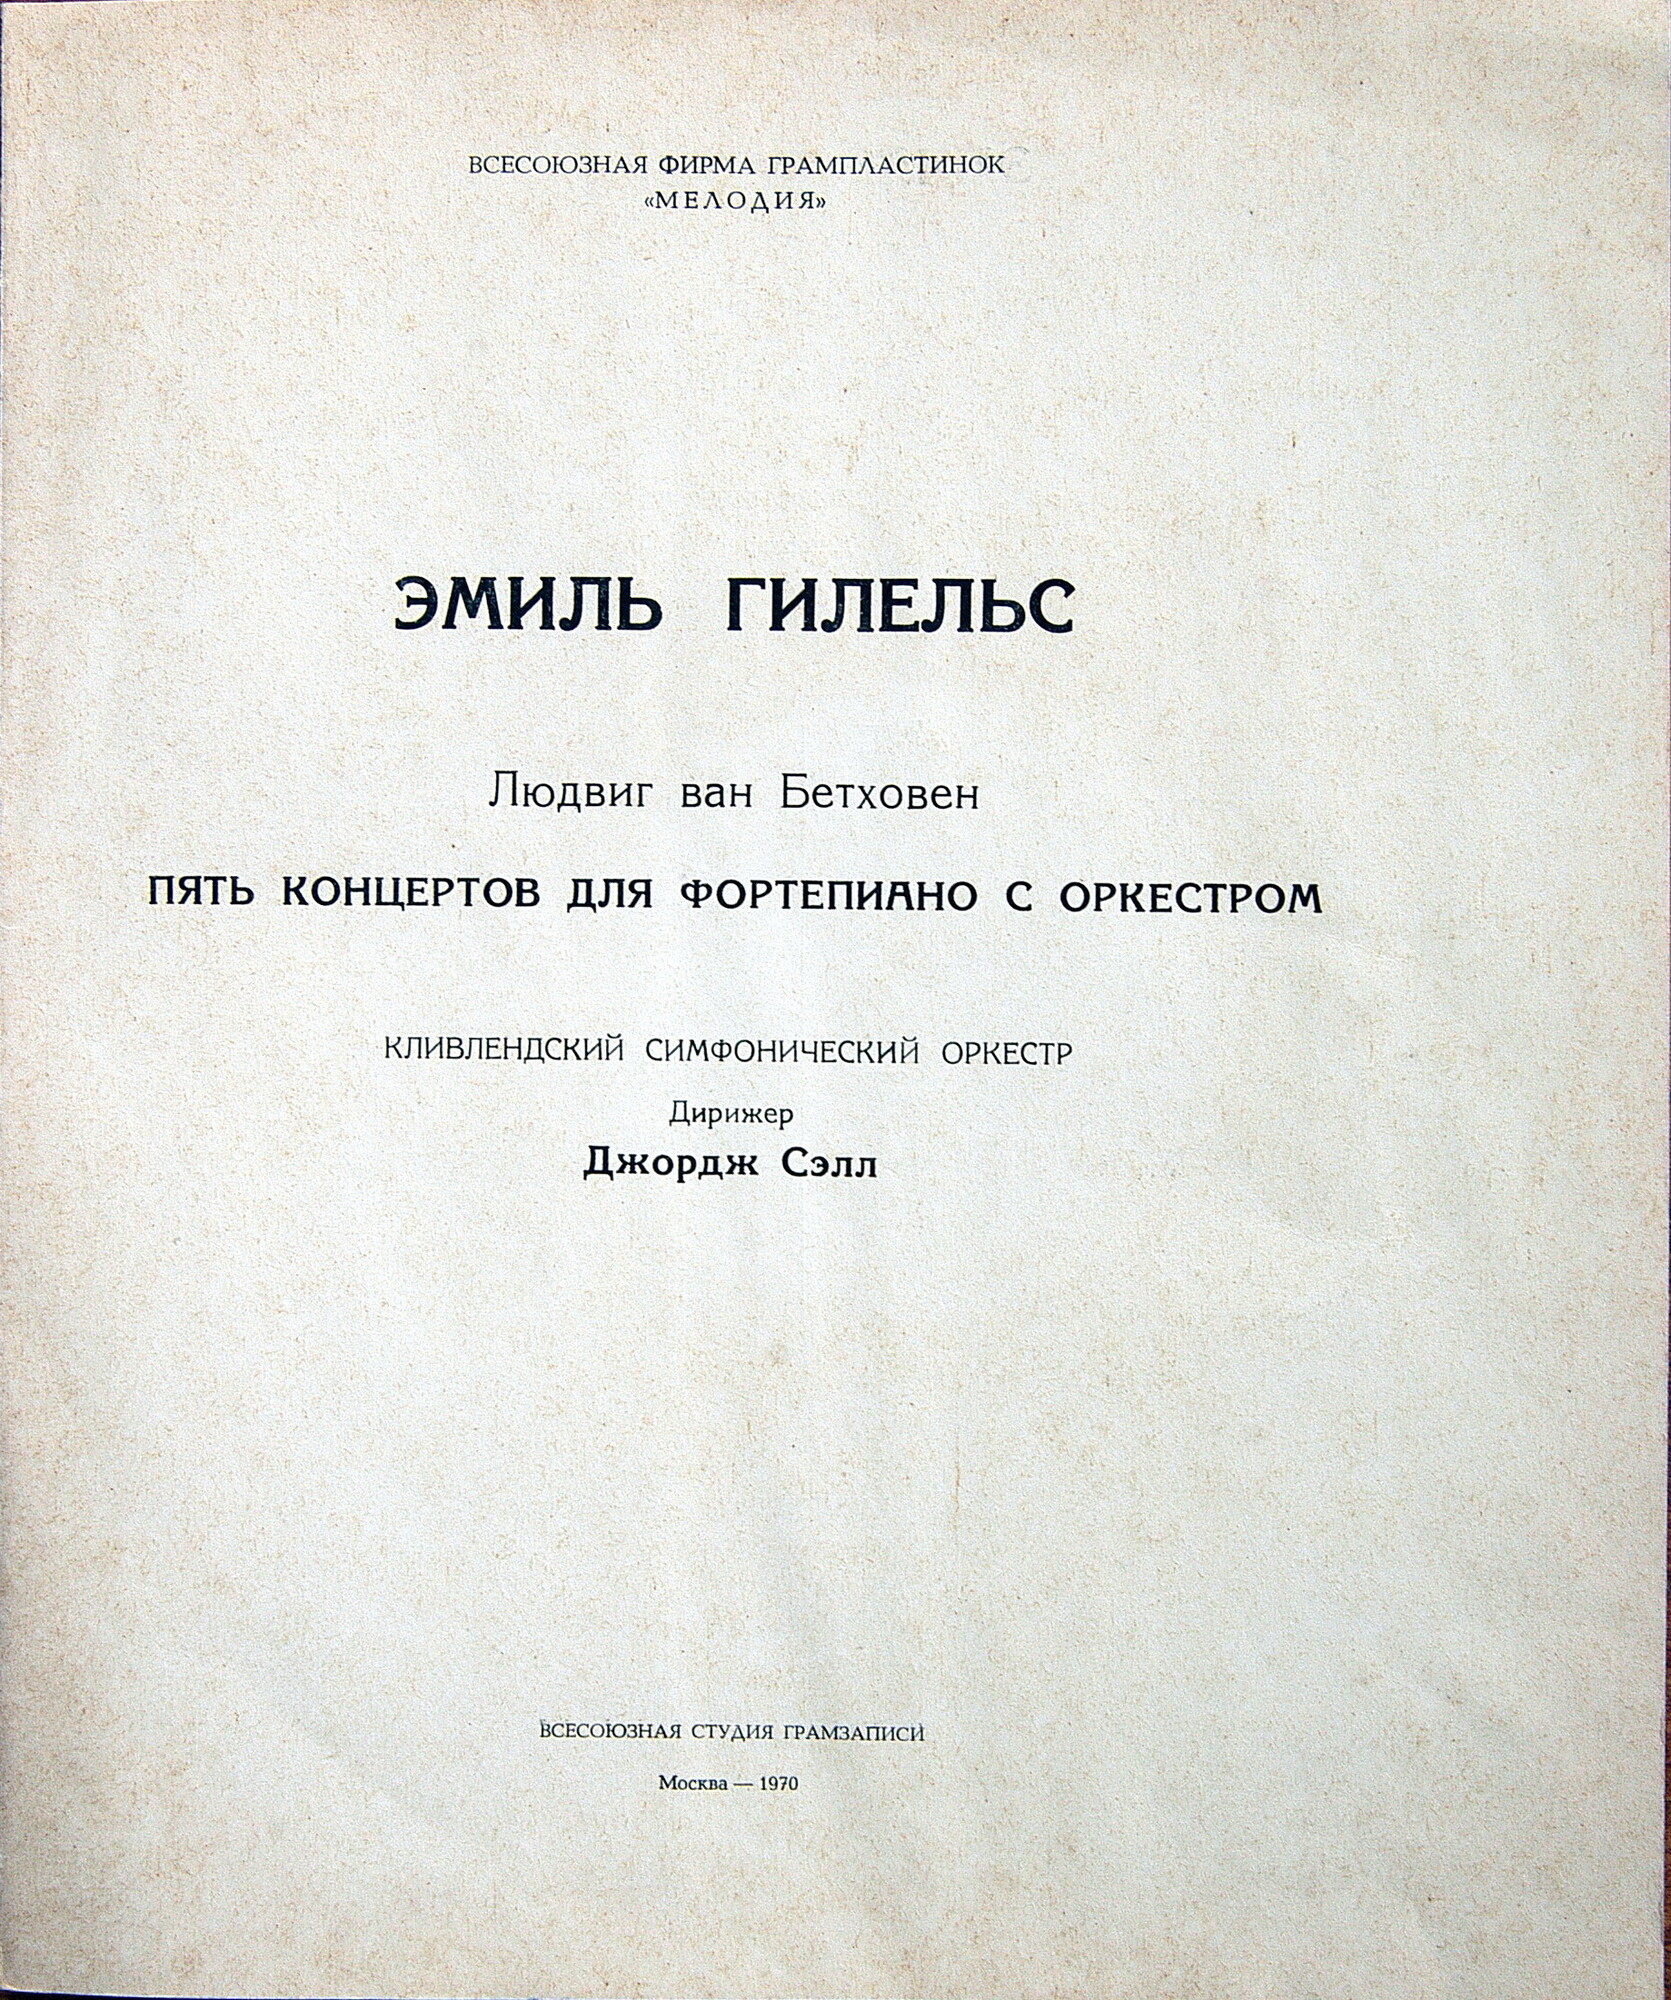 ВСЕСОЮЗНАЯ ФИРМА ГРАМПЛАСТИНОК
«МЕЛОДИЯ»
ЭМИЛЬ ГИЛЕЛЬС
Людвиг ван Бетховен
ПЯТЬ КОНЦЕРТОВ ДЛЯ ФОРТЕПИАНО С ОРКЕСТРОМ
КЛИВЛЕНДСКИЙ СИМФОНИЧЕСКИЙ ОРКЕСТР
Дирижер
Джордж Сэлл
ВСЕСОЮЗНАЯ СТУДИЯ ГРАМЗАПИСИ
Москва — 1970